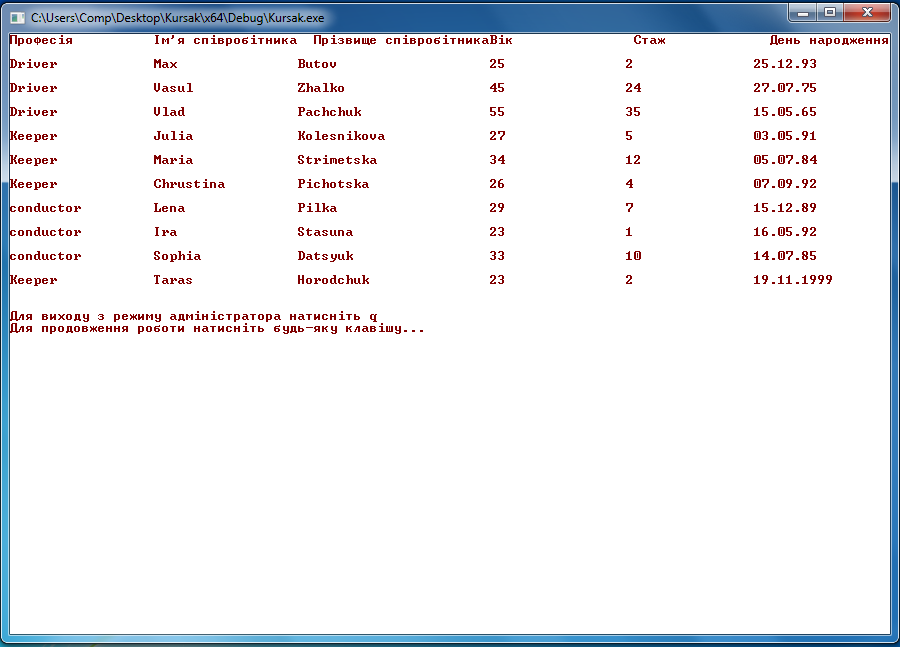 C:\Users\Comp\Desktop\Kursak\x64\Debug\Kursak.exe
Професія Ім'я співробітника Прізвище співробітникаВік Стаж День народження
Driver Max Butov 25 2 25.12.93
Driver Vasul Zhalko 45 24 27.07.75
Driver Vlad Pachchuk 55 35 15.05.65
Keeper Julia Kolesnikova 27 5 03.05.91
Keeper Maria Strimetska 34 12 05.07.84
Keeper Chrustina Pichotska 26 4 07.09.92
conductor Lena Pilka 29 7 15.12.89
conductor Ira Stasuna 23 1 16.05.92
conductor Sophia Datsyuk 33 10 14.07.85
Keeper Taras Horodchuk 23 2 19.11.1999
Для виходу з режиму адміністратора натисніть q
Для продовження роботи натисніть будь-яку клавішу...